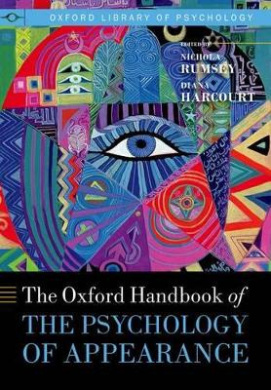 OXFORD LIBRARY OF PSYCHOLOGY
EDITED BY
NICHOLA
RUMSEY
DIANA
HARCOURT
The Oxford Handbook of
THE PSYCHOLOGY
OF APPEARANCE